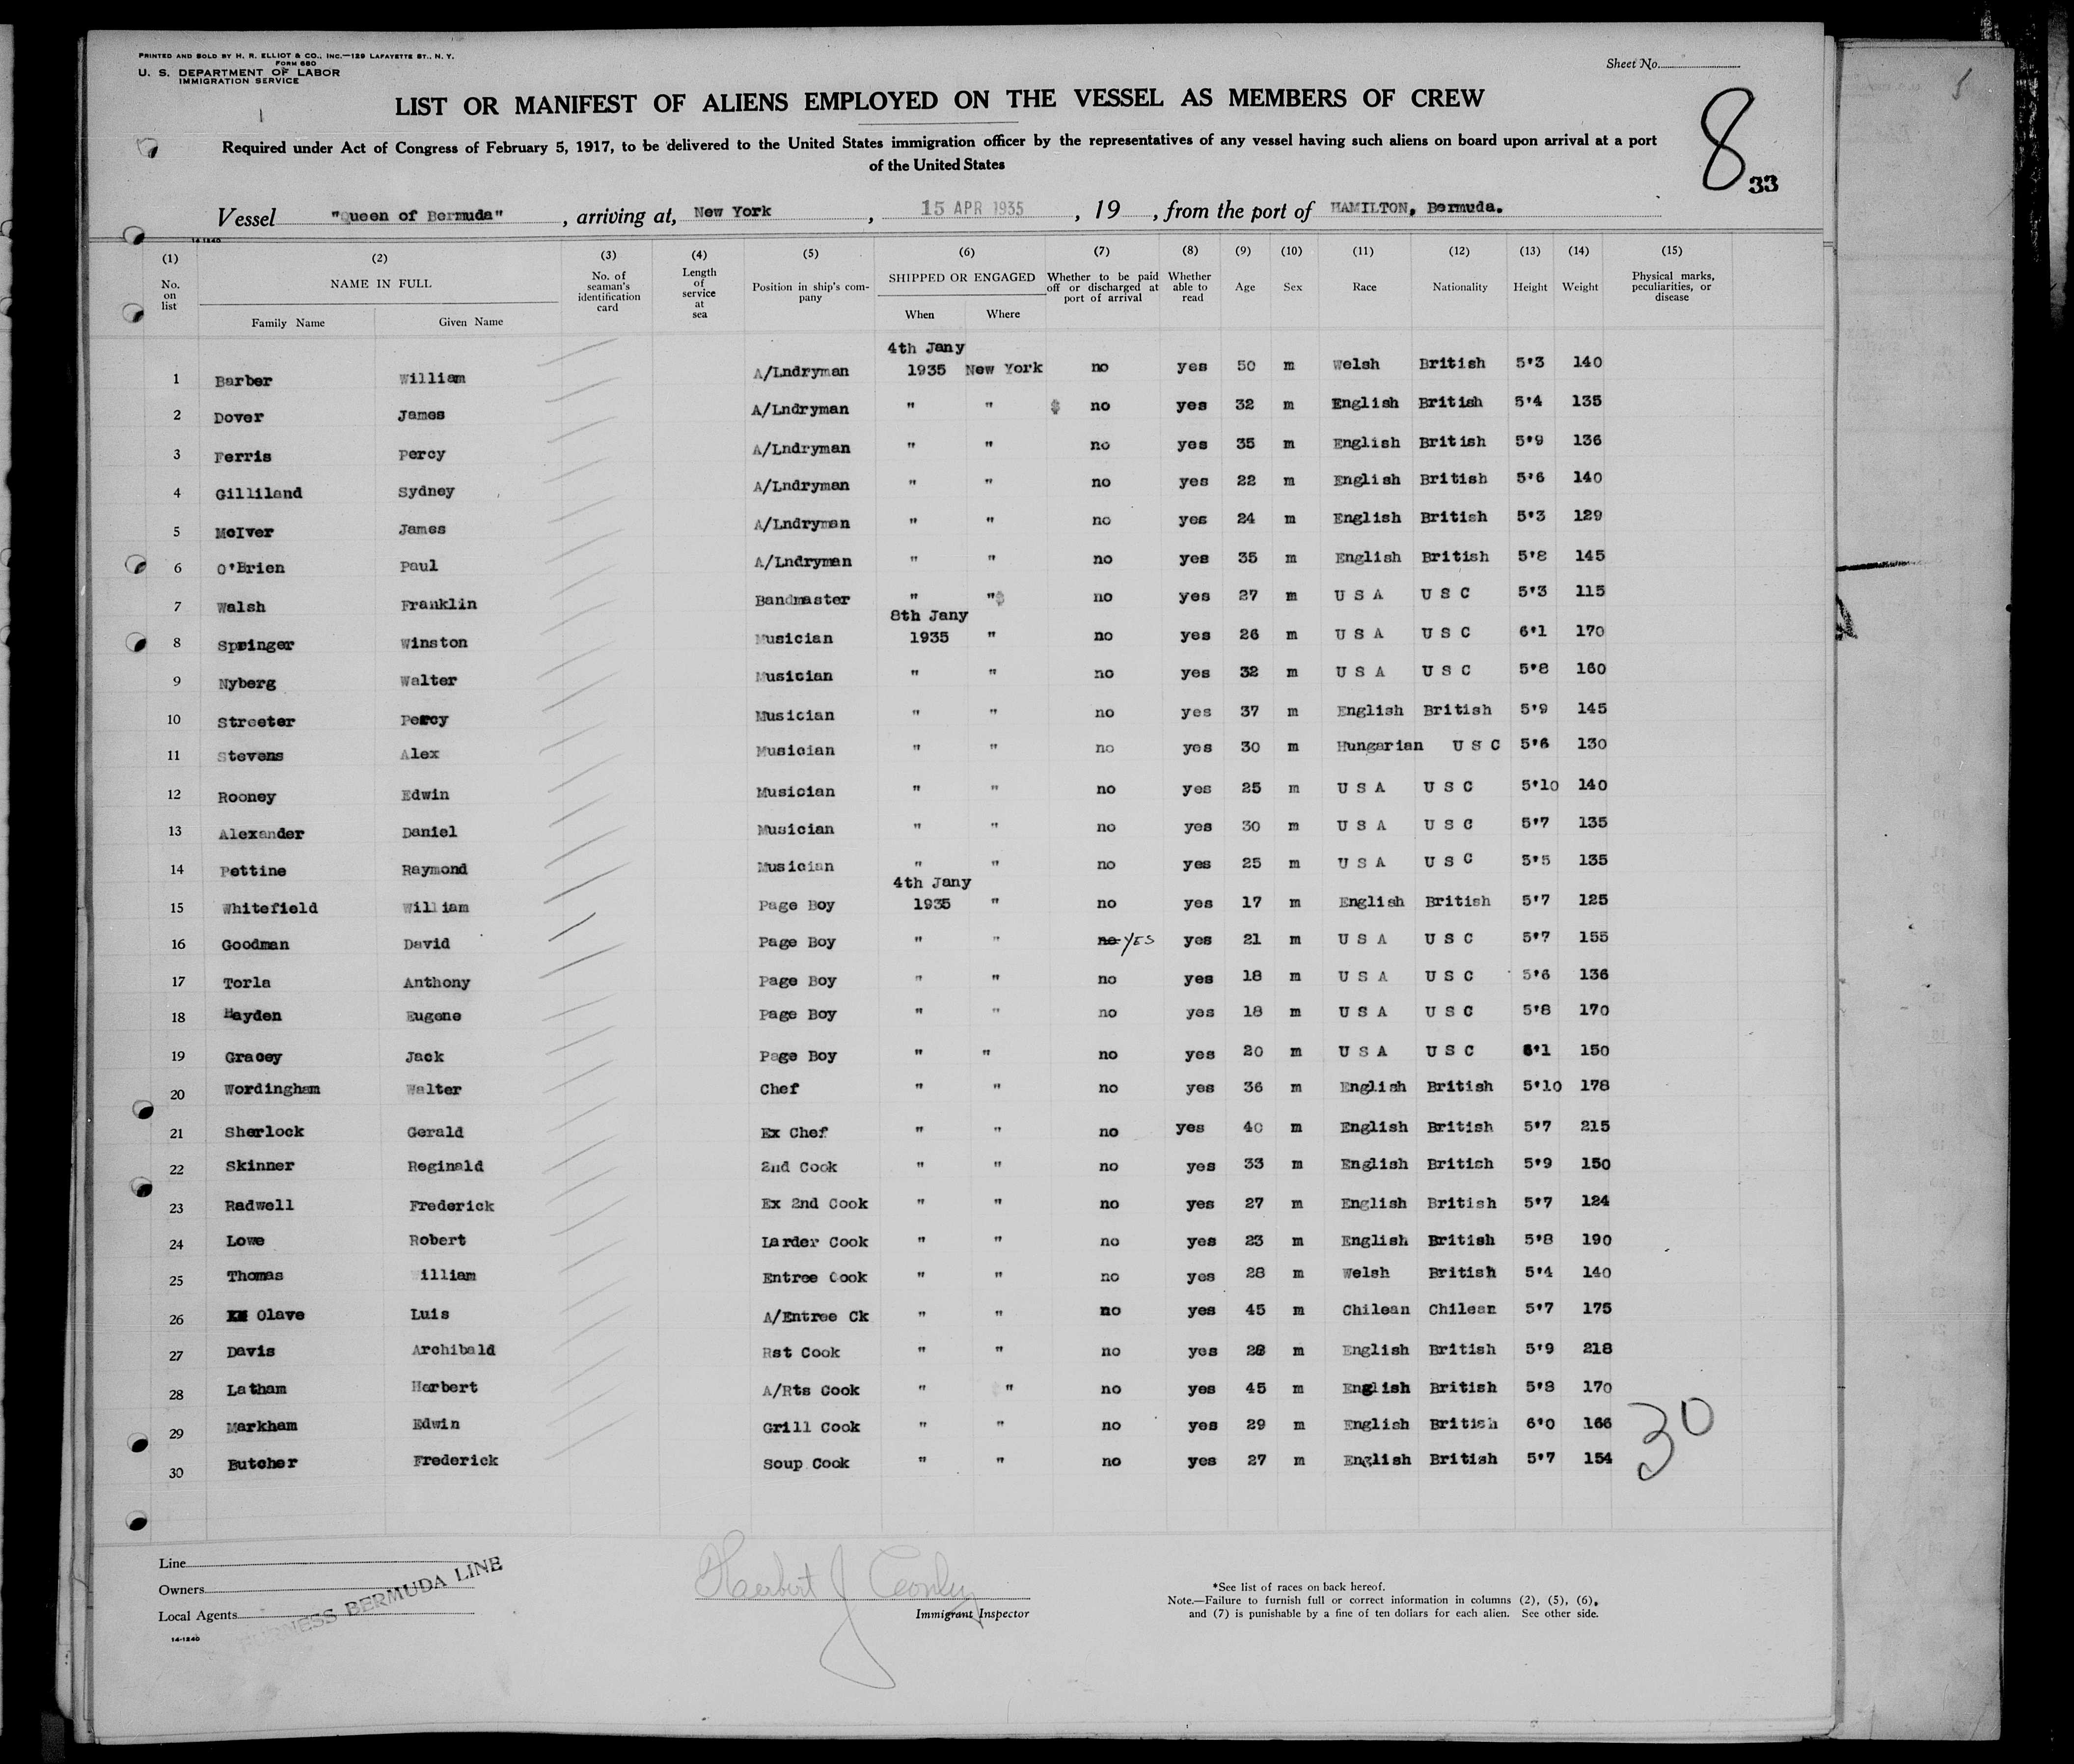 PRINTED AND SOLD BY H. R. ELLIOT & CO., INC.—129 LAFAYETTE ST., N. Y.
FORM 680
U. S. DEPARTMENT OF LABOR
IMMIGRATION SERVICE
Sheet No.
LIST OR MANIFEST OF ALIENS EMPLOYED ON THE VESSEL AS MEMBERS OF CREW
8
33
Required under Act of Congress of February 5, 1917, to be delivered to the United States immigration officer by the representatives of any vessel having such aliens on board upon arrival at a port
of the United States
Vessel "Queen of Bermuda", arriving at, New York, 15 APR 1935, 19, from the port of HAMILTON, Bermuda.
14-1240
(1) (2) (3) (4) (5) (6) (7) (8) (9) (10) (11) (12) (13) (14) (15)
No. on list NAME IN FULL Family Name Given Name No. of seaman's identification card Length of service at sea Position in ship's company SHIPPED OR ENGAGED When Where Whether to be paid off or discharged at port of arrival Whether able to read Age Sex Race Nationality Height Weight Physical marks, peculiarities, or disease
4th Jany
1 Barber William A/Lndryman 1935 New York no yes 50 m Welsh British 5'3 140
2 Dover James A/Lndryman " " no yes 32 m English British 5'4 135
3 Ferris Percy A/Lndryman " " no yes 35 m English British 5'9 136
4 Gilliland Sydney A/Lndryman " " no yes 22 m English British 5'6 140
5 McIver James A/Lndryman " " no yes 24 m English British 5'3 129
6 O'Brien Paul A/Lndryman " " no yes 35 m English British 5'8 145
7 Walsh Franklin Bandmaster " " no yes 27 m U S A U S C 5'3 115
8th Jany
8 Springer Winston Musician 1935 " no yes 26 m U S A U S C 6'1 170
9 Nyberg Walter Musician " " no yes 32 m U S A U S C 5'8 160
10 Streeter Percy Musician " " no yes 37 m English British 5'9 145
11 Stevens Alex Musician " " no yes 30 m Hungarian U S C 5'6 130
12 Rooney Edwin Musician " " no yes 25 m U S A U S C 5'10 140
13 Alexander Daniel Musician " " no yes 30 m U S A U S C 5'7 135
14 Pettine Raymond Musician " " no yes 25 m U S A U S C 5'5 135
4th Jany
15 Whitefield William Page Boy 1935 " no yes 17 m English British 5'7 125
16 Goodman David Page Boy " " no YES yes 21 m U S A U S C 5'7 155
17 Torla Anthony Page Boy " " no yes 18 m U S A U S C 5'6 136
18 Hayden Eugene Page Boy " " no yes 18 m U S A U S C 5'8 170
19 Gracey Jack Page Boy " " no yes 20 m U S A U S C 6'1 150
20 Wordingham Walter Chef " " no yes 36 m English British 5'10 178
21 Sherlock Gerald Ex Chef " " no yes 40 m English British 5'7 215
22 Skinner Reginald 2nd Cook " " no yes 33 m English British 5'9 150
23 Radwell Frederick Ex 2nd Cook " " no yes 27 m English British 5'7 124
24 Lowe Robert Larder Cook " " no yes 23 m English British 5'8 190
25 Thomas William Entree Cook " " no yes 28 m Welsh British 5'4 140
26 Olave Luis A/Entree Ck " " no yes 45 m Chilean Chilean 5'7 175
27 Davis Archibald Rst Cook " " no yes 28 m English British 5'9 218
28 Latham Herbert A/Rts Cook " " no yes 45 m English British 5'8 170
29 Markham Edwin Grill Cook " " no yes 29 m English British 6'0 166
30 Butcher Frederick Soup Cook " " no yes 27 m English British 5'7 154
30
Line
Owners
Local Agents
FURNESS BERMUDA LINE
14-1240
Herbert J
Immigrant Inspector
*See list of races on back hereof.
Note.—Failure to furnish full or correct information in columns (2), (5), (6), and (7) is punishable by a fine of ten dollars for each alien. See other side.